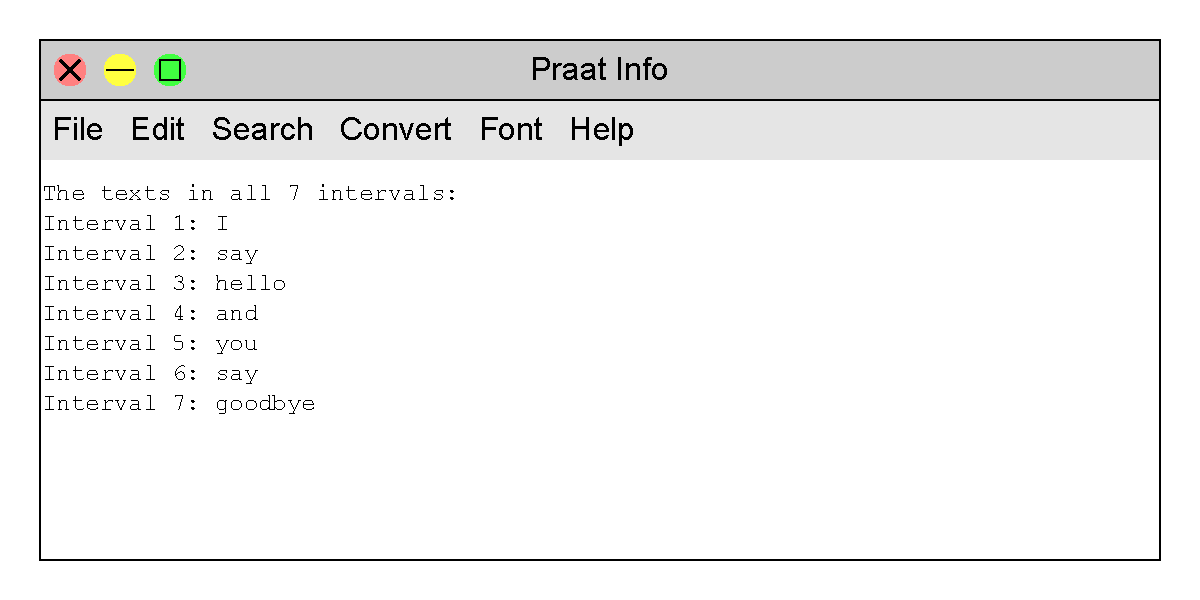 Praat Info
File Edit Search Convert Font Help
The texts in all 7 intervals:
Interval 1: I
Interval 2: say
Interval 3: hello
Interval 4: and
Interval 5: you
Interval 6: say
Interval 7: goodbye